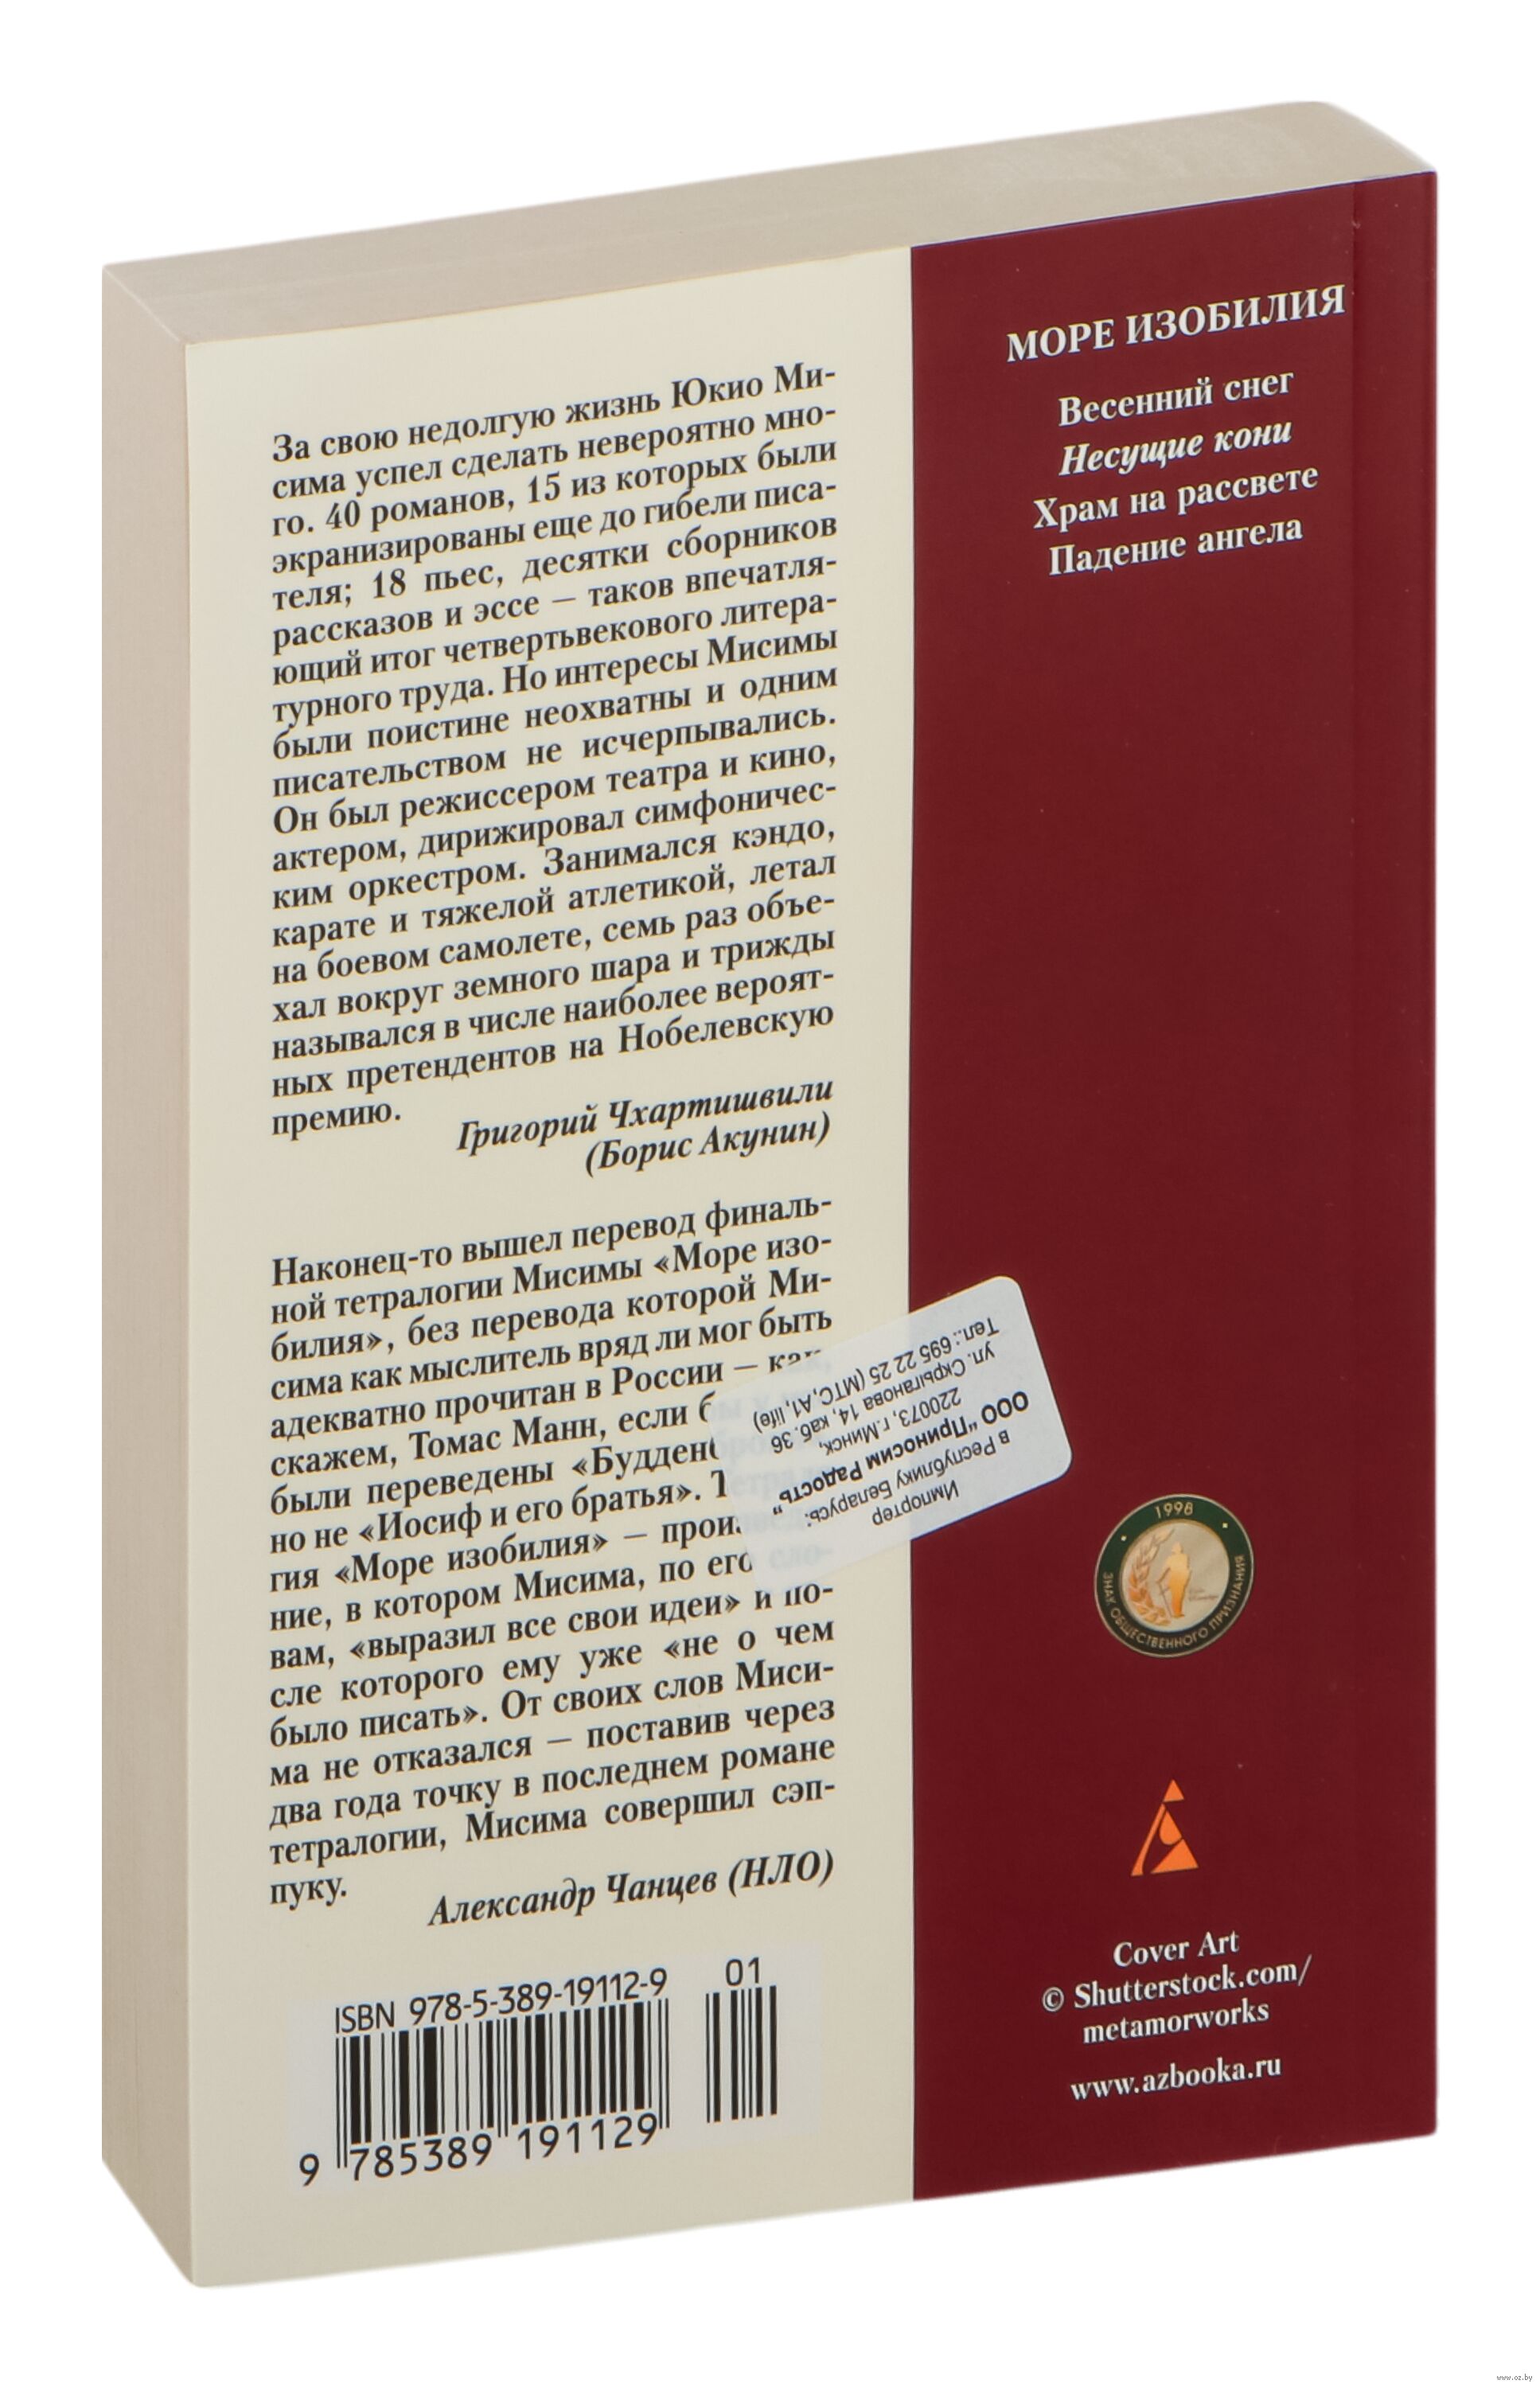 За свою недолгую жизнь Юкио Ми-
сима успел сделать невероятно мно-
го. 40 романов, 15 из которых были
экранизированы еще до гибели писа-
теля; 18 пьес, десятки сборников
рассказов и эссе — таков впечатля-
ющий итог четвертьвекового литера-
турного труда. Но интересы Мисимы
были поистине неохватны и одним
писательством не исчерпывались.
Он был режиссером театра и кино,
актером, дирижировал симфоничес-
ким оркестром. Занимался кэндо,
карате и тяжелой атлетикой, летал
на боевом самолете, семь раз объе-
хал вокруг земного шара и трижды
назывался в числе наиболее вероят-
ных претендентов на Нобелевскую
премию.
Григорий Чхартишвили
(Борис Акунин)
Наконец-то вышел перевод финаль-
ной тетралогии Мисимы «Море изо-
билия», без перевода которой Ми-
сима как мыслитель вряд ли мог быть
адекватно прочитан в России — как,
скажем, Томас Манн, если б
были переведены «Будденб
но не «Иосиф и его братья». Тетрало
гия «Море изобилия» — произведе
ние, в котором Мисима, по его сло-
вам, «выразил все свои идеи» и по-
сле которого ему уже «не о чем
было писать». От своих слов Миси-
ма не отказался — поставив через
два года точку в последнем романе
тетралогии, Мисима совершил сэп-
пуку.
Александр Чанцев (НЛО)
ISBN 978-5-389-19112-9
01
9 785389 191129
МОРЕ ИЗОБИЛИЯ
Весенний снег
Несущие кони
Храм на рассвете
Падение ангела
Импортер
в Республику Беларусь:
ООО "Приносим Радость"
220073, г. Минск,
ул. Скрыганова 14, каб. 36
Тел.: 695 22 25 (МТС, А1, life)
1998
ЗНАК ОБЩЕСТВЕННОГО ПРИЗНАНИЯ
Cover Art
© Shutterstock.com/
metamorworks
www.azbooka.ru
www.oz.by